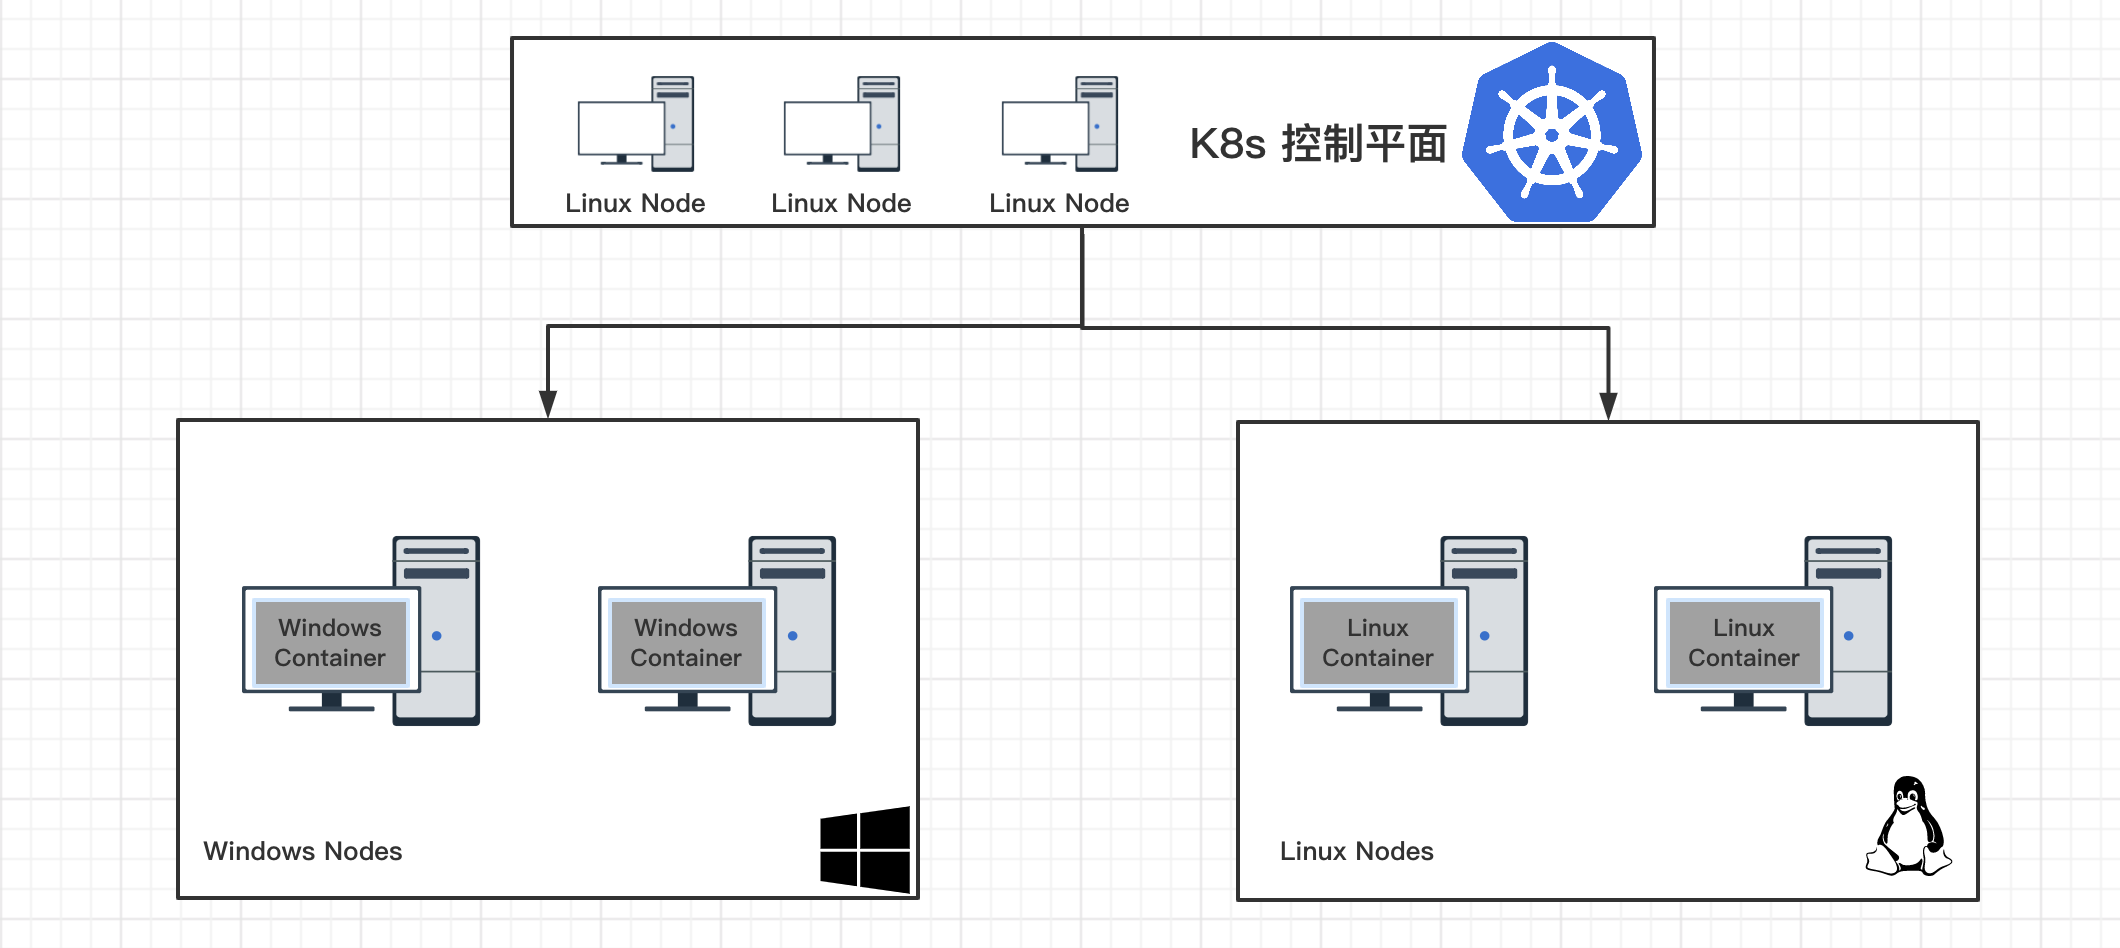 K8s 控制平面
Linux Node
Linux Node
Linux Node
Windows
Container
Windows
Container
Windows Nodes
Linux
Container
Linux
Container
Linux Nodes